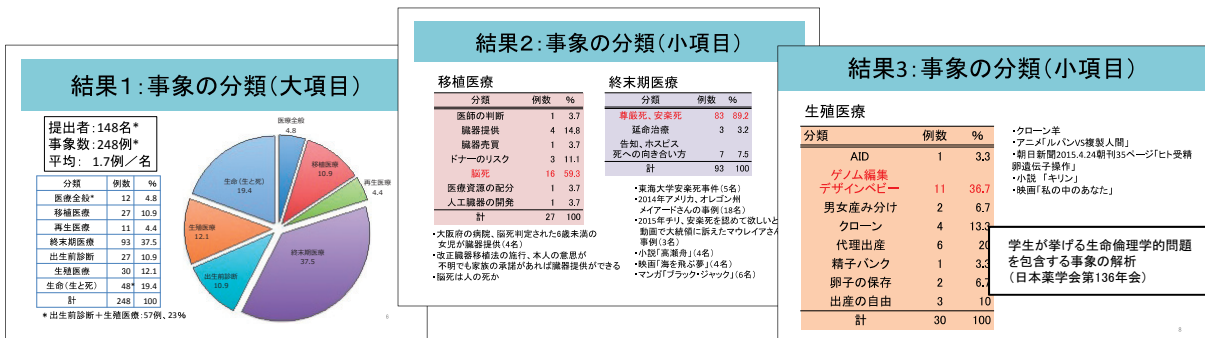 結果1:事象の分類(大項目)
提出者:148名*
事象数:248例*
平均: 1.7例/名
分類 例数 %
医療全般* 12 4.8
移植医療 27 10.9
再生医療 11 4.4
終末期医療 93 37.5
出生前診断 27 10.9
生殖医療 30 12.1
生命(生と死) 48* 19.4
計 248 100
*出生前診断+生殖医療:57例、23%
医療全般
4.8
移植医療
10.9
再生医療
4.4
終末期医療
37.5
出生前診断
10.9
生殖医療
12.1
生命(生と死)
19.4
6
結果2:事象の分類(小項目)
移植医療
分類 例数 %
医師の判断 1 3.7
臓器提供 4 14.8
臓器売買 1 3.7
ドナーのリスク 3 11.1
脳死 16 59.3
医療資源の配分 1 3.7
人工臓器の開発 1 3.7
計 27 100
・大阪府の病院、脳死判定された6歳未満の
女児が臓器提供(4名)
・改正臓器移植法の施行、本人の意思が
不明でも家族の承諾があれば臓器提供ができる
・脳死は人の死か
終末期医療
分類 例数 %
尊厳死、安楽死 83 89.2
延命治療 3 3.2
告知、ホスピス
死への向き合い方 7 7.5
計 93 100
・東海大学安楽死事件(5名)
・2014年アメリカ、オレゴン州
メイアードさんの事例(18名)
・2015年チリ、安楽死を認めて欲しいと
動画で大統領に訴えたマウレイアさん
事例(3名)
・小説「高瀬舟」(4名)
・映画「海を飛ぶ夢」(4名)
・マンガ「ブラック・ジャック」(6名)
結果3:事象の分類(小項目)
生殖医療
分類 例数 %
AID 1 3.3
ゲノム編集
デザインベビー 11 36.7
男女産み分け 2 6.7
クローン 4 13.3
代理出産 6 20
精子バンク 1 3.3
卵子の保存 2 6.7
出産の自由 3 10
計 30 100
・クローン羊
・アニメ「ルパンVS複製人間」
・朝日新聞2015.4.24朝刊35ページ「ヒト受精
卵遺伝子操作」
・小説 「キリン」
・映画「私の中のあなた」
学生が挙げる生命倫理学的問題
を包含する事象の解析
(日本薬学会第136年会)
8